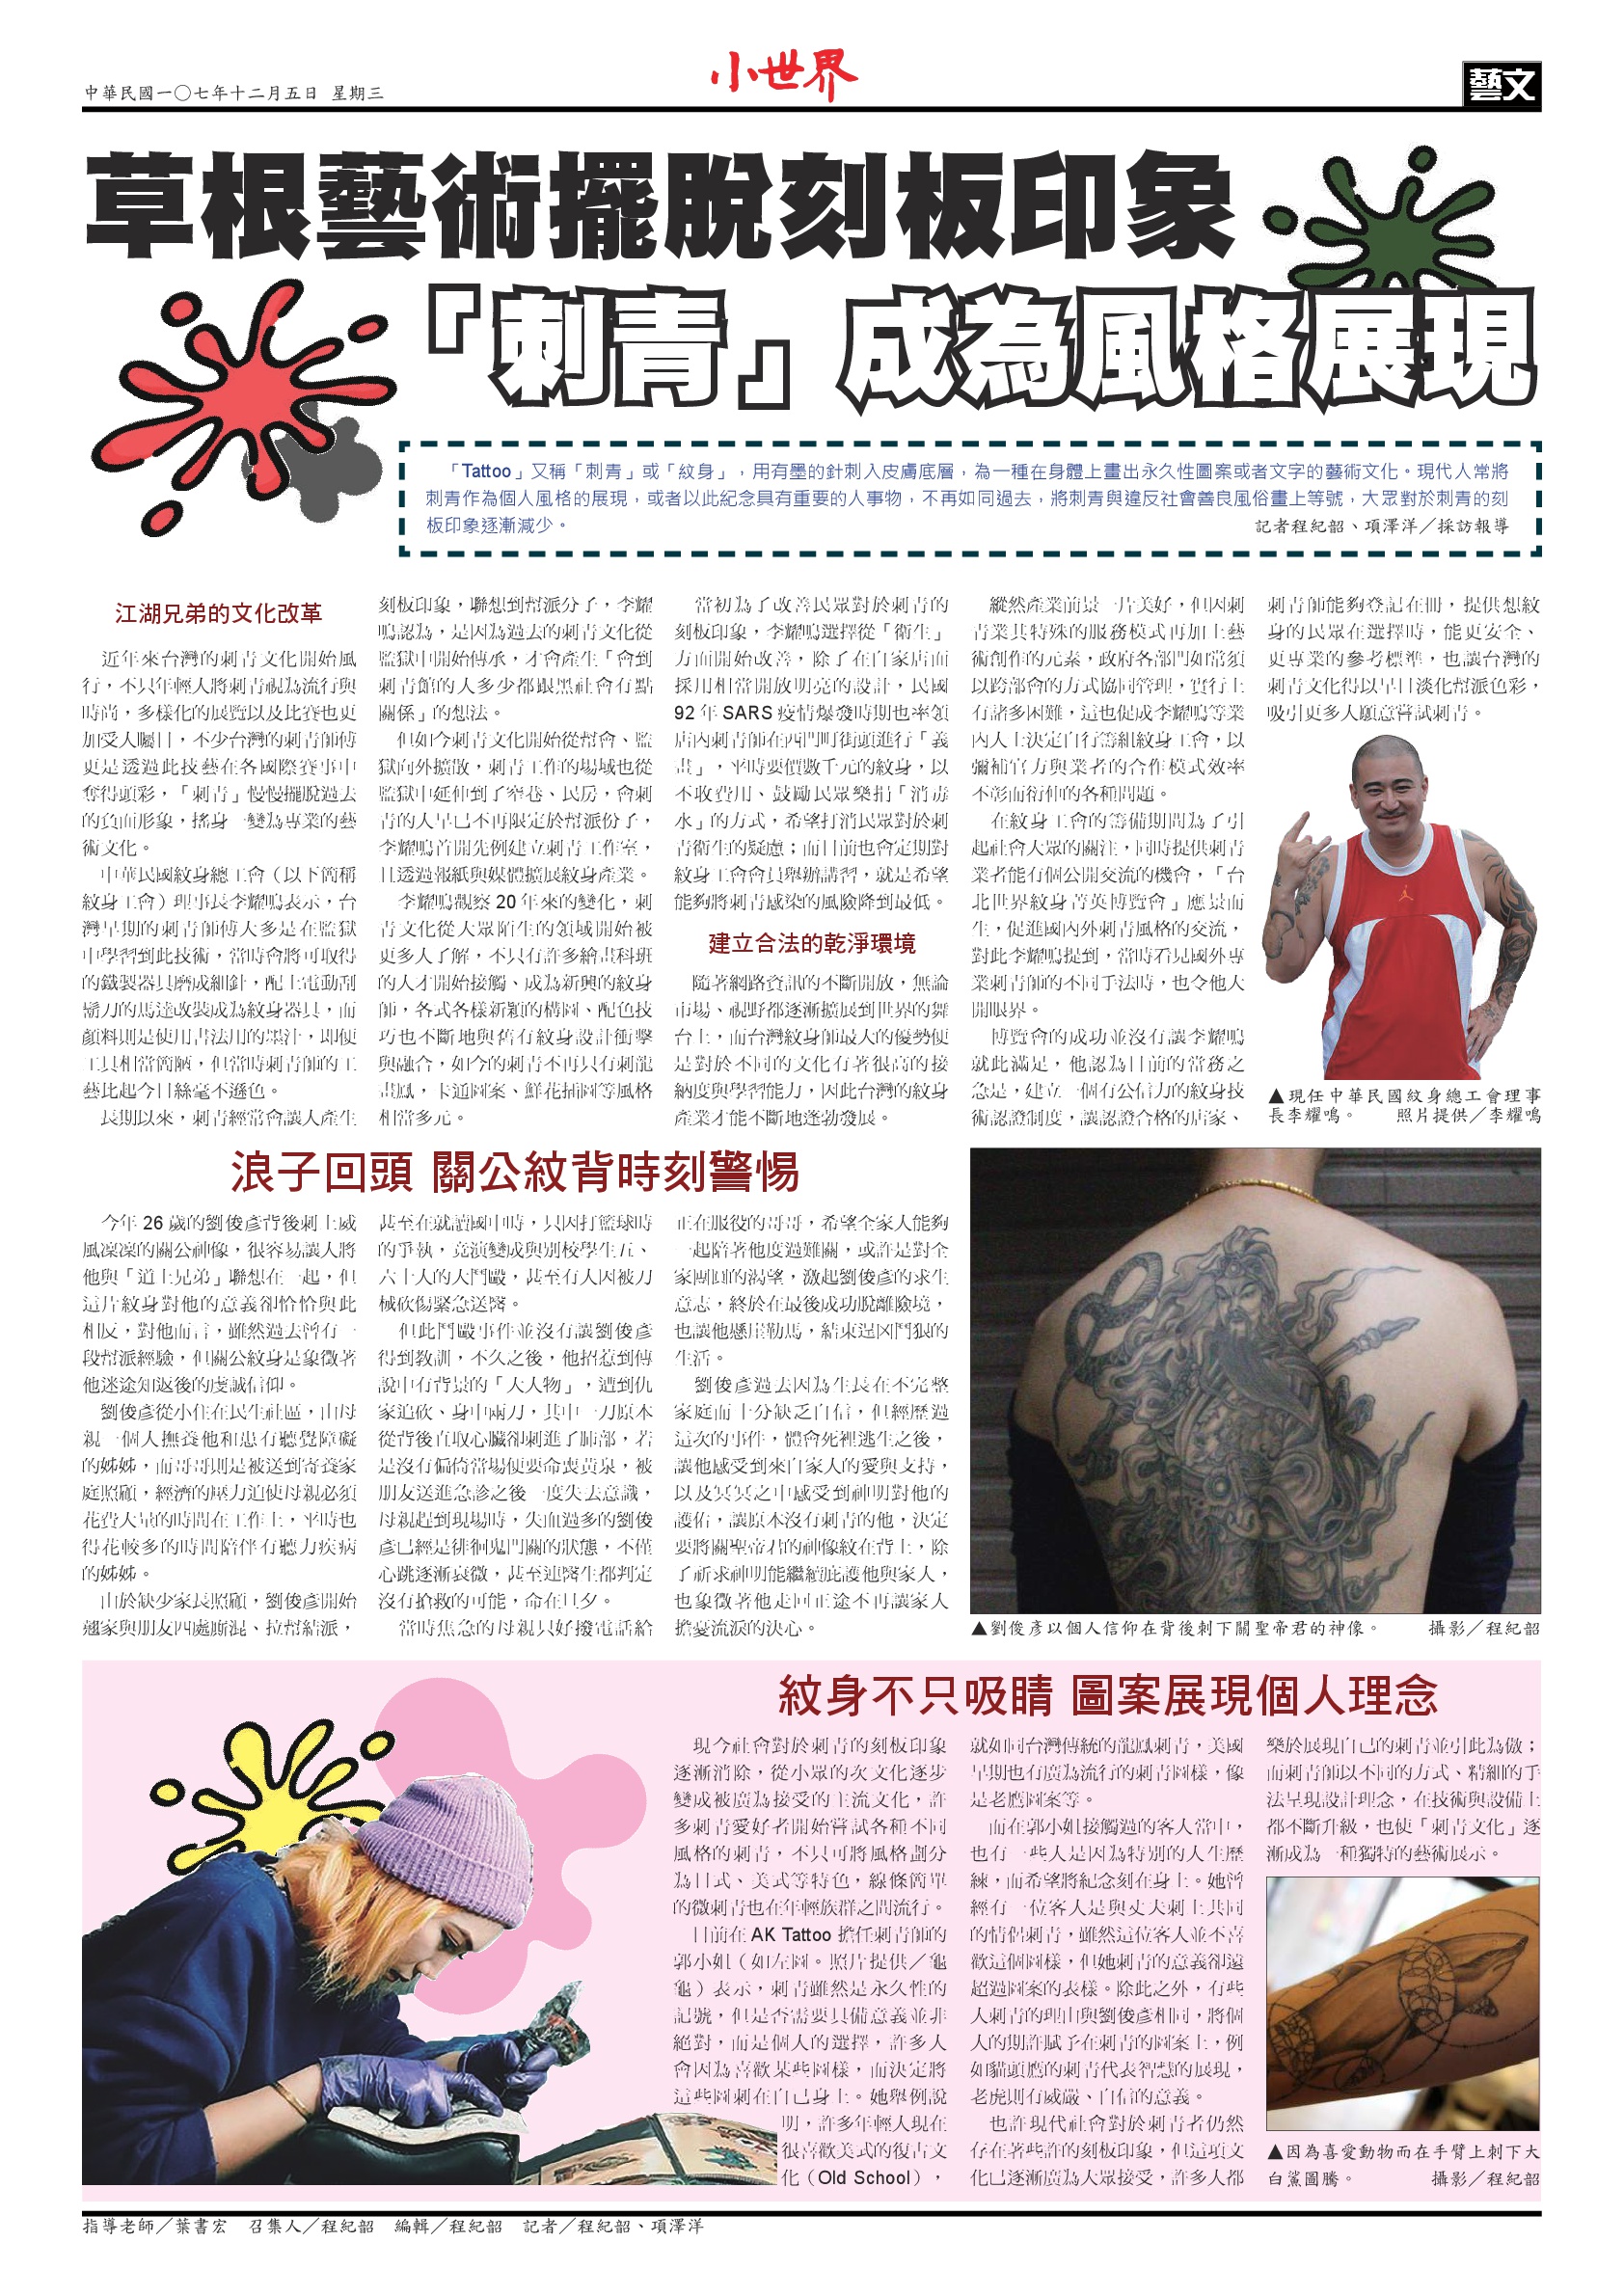 中華民國一○七年十二月五日 星期三
小世界
藝文
草根藝術擺脫刻板印象
「刺青」成為風格展現
「Tattoo」又稱「刺青」或「紋身」，用有墨的針刺入皮膚底層，為一種在身體上畫出永久性圖案或者文字的藝術文化。現代人常將
刺青作為個人風格的展現，或者以此紀念具有重要的人事物，不再如同過去，將刺青與違反社會善良風俗畫上等號，大眾對於刺青的刻
板印象逐漸減少。
記者程紀韶、項澤洋／採訪報導
江湖兄弟的文化改革
近年來台灣的刺青文化開始風
行，不只年輕人將刺青視為流行與
時尚，多樣化的展覽以及比賽也更
加受人矚目，不少台灣的刺青師傅
更是透過此技藝在各國際賽事中
奪得頭彩，「刺青」慢慢擺脫過去
的負面形象，搖身一變為專業的藝
術文化。
中華民國紋身總工會（以下簡稱
紋身工會）理事長李耀鳴表示，台
灣早期的刺青師傅大多是在監獄
中學習到此技術，當時會將可取得
的鐵製器具磨成細針，配上電動刮
鬍刀的馬達改裝成為紋身器具，而
顏料則是使用書法用的墨汁，即使
工具相當簡陋，但當時刺青師的工
藝比起今日絲毫不遜色。
長期以來，刺青經常會讓人產生
刻板印象，聯想到幫派分子，李耀
鳴認為，是因為過去的刺青文化從
監獄中開始傳承，才會產生「會到
刺青館的人多少都跟黑社會有點
關係」的想法。
但如今刺青文化開始從幫會、監
獄向外擴散，刺青工作的場域也從
監獄中延伸到了窄巷、民房，會刺
青的人早已不再限定於幫派份子，
李耀鳴首開先例建立刺青工作室，
且透過報紙與媒體擴展紋身產業。
李耀鳴觀察 20 年來的變化，刺
青文化從大眾陌生的領域開始被
更多人了解，不只有許多繪畫科班
的人才開始接觸、成為新興的紋身
師，各式各樣新穎的構圖、配色技
巧也不斷地與舊有紋身設計衝擊
與融合，如今的刺青不再只有刺龍
畫鳳，卡通圖案、鮮花插圖等風格
相當多元。
當初為了改善民眾對於刺青的
刻板印象，李耀鳴選擇從「衛生」
方面開始改善，除了在自家店面
採用相當開放明亮的設計，民國
92 年 SARS 疫情爆發時期也率領
店內刺青師在西門町街頭進行「義
畫」，平時要價數千元的紋身，以
不收費用、鼓勵民眾樂捐「消毒
水」的方式，希望打消民眾對於刺
青衛生的疑慮；而目前也會定期對
紋身工會會員舉辦講習，就是希望
能夠將刺青感染的風險降到最低。
建立合法的乾淨環境
隨著網路資訊的不斷開放，無論
市場、視野都逐漸擴展到世界的舞
台上，而台灣紋身師最大的優勢便
是對於不同的文化有著很高的接
納度與學習能力，因此台灣的紋身
產業才能不斷地蓬勃發展。
縱然產業前景一片美好，但因刺
青業其特殊的服務模式再加上藝
術創作的元素，政府各部門如常須
以跨部會的方式協同管理，實行上
有諸多困難，這也促成李耀鳴等業
內人士決定自行籌組紋身工會，以
彌補官方與業者的合作模式效率
不彰而衍伸的各種問題。
在紋身工會的籌備期間為了引
起社會大眾的關注，同時提供刺青
業者能有個公開交流的機會，「台
北世界紋身菁英博覽會」應景而
生，促進國內外刺青風格的交流，
對此李耀鳴提到，當時看見國外專
業刺青師的不同手法時，也令他大
開眼界。
博覽會的成功並沒有讓李耀鳴
就此滿足，他認為目前的當務之
急是，建立一個有公信力的紋身技
術認證制度，讓認證合格的店家、
刺青師能夠登記在冊，提供想紋
身的民眾在選擇時，能更安全、
更專業的參考標準，也讓台灣的
刺青文化得以早日淡化幫派色彩，
吸引更多人願意嘗試刺青。
▲現任中華民國紋身總工會理事
長李耀鳴。 照片提供／李耀鳴
浪子回頭 關公紋背時刻警惕
今年 26 歲的劉俊彥背後刺上威
風凜凜的關公神像，很容易讓人將
他與「道上兄弟」聯想在一起，但
這片紋身對他的意義卻恰恰與此
相反，對他而言，雖然過去曾有一
段幫派經驗，但關公紋身是象徵著
他迷途知返後的虔誠信仰。
劉俊彥從小住在民生社區，由母
親一個人撫養他和患有聽覺障礙
的姊姊，而哥哥則是被送到寄養家
庭照顧，經濟的壓力迫使母親必須
花費大量的時間在工作上，平時也
得花較多的時間陪伴有聽力疾病
的姊姊。
由於缺少家長照顧，劉俊彥開始
翹家與朋友四處廝混、拉幫結派，
甚至在就讀國中時，只因打籃球時
的爭執，竟演變成與別校學生五、
六十人的大鬥毆，甚至有人因被刀
械砍傷緊急送醫。
但此鬥毆事件並沒有讓劉俊彥
得到教訓，不久之後，他招惹到傳
說中有背景的「大人物」，遭到仇
家追砍、身中兩刀，其中一刀原本
從背後直取心臟卻刺進了肺部，若
是沒有偏倚當場便要命喪黃泉，被
朋友送進急診之後一度失去意識，
母親趕到現場時，失血過多的劉俊
彥已經是徘徊鬼門關的狀態，不僅
心跳逐漸衰微，甚至連醫生都判定
沒有搶救的可能，命在旦夕。
當時焦急的母親只好撥電話給
正在服役的哥哥，希望全家人能夠
一起陪著他度過難關，或許是對全
家團圓的渴望，激起劉俊彥的求生
意志，終於在最後成功脫離險境，
也讓他懸崖勒馬，結束逞凶鬥狠的
生活。
劉俊彥過去因為生長在不完整
家庭而十分缺乏自信，但經歷過
這次的事件，體會死裡逃生之後，
讓他感受到來自家人的愛與支持，
以及冥冥之中感受到神明對他的
護佑，讓原本沒有刺青的他，決定
要將關聖帝君的神像紋在背上，除
了祈求神明能繼續庇護他與家人，
也象徵著他走回正途不再讓家人
擔憂流淚的決心。
▲劉俊彥以個人信仰在背後刺下關聖帝君的神像。 攝影／程紀韶
紋身不只吸睛 圖案展現個人理念
現今社會對於刺青的刻板印象
逐漸消除，從小眾的次文化逐步
變成被廣為接受的主流文化，許
多刺青愛好者開始嘗試各種不同
風格的刺青，不只可將風格劃分
為日式、美式等特色，線條簡單
的微刺青也在年輕族群之間流行。
目前在 AK Tattoo 擔任刺青師的
郭小姐（如左圖。照片提供／龜
龜）表示，刺青雖然是永久性的
記號，但是否需要具備意義並非
絕對，而是個人的選擇，許多人
會因為喜歡某些圖樣，而決定將
這些圖刺在自己身上。她舉例說
明，許多年輕人現在
很喜歡美式的復古文
化（Old School），
就如同台灣傳統的龍鳳刺青，美國
早期也有廣為流行的刺青圖樣，像
是老鷹圖案等。
而在郭小姐接觸過的客人當中，
也有一些人是因為特別的人生歷
練，而希望將紀念刻在身上。她曾
經有一位客人是與丈夫刺上共同
的情侶刺青，雖然這位客人並不喜
歡這個圖樣，但她刺青的意義卻遠
超過圖案的表樣。除此之外，有些
人刺青的理由與劉俊彥相同，將個
人的期許賦予在刺青的圖案上，例
如貓頭鷹的刺青代表智慧的展現，
老虎則有威嚴、自信的意義。
也許現代社會對於刺青者仍然
存在著些許的刻板印象，但這項文
化已逐漸廣為大眾接受，許多人都
樂於展現自己的刺青並引此為傲；
而刺青師以不同的方式、精細的手
法呈現設計理念，在技術與設備上
都不斷升級，也使「刺青文化」逐
漸成為一種獨特的藝術展示。
▲因為喜愛動物而在手臂上刺下大
白鯊圖騰。 攝影／程紀韶
指導老師／葉書宏 召集人／程紀韶 編輯／程紀韶 記者／程紀韶、項澤洋